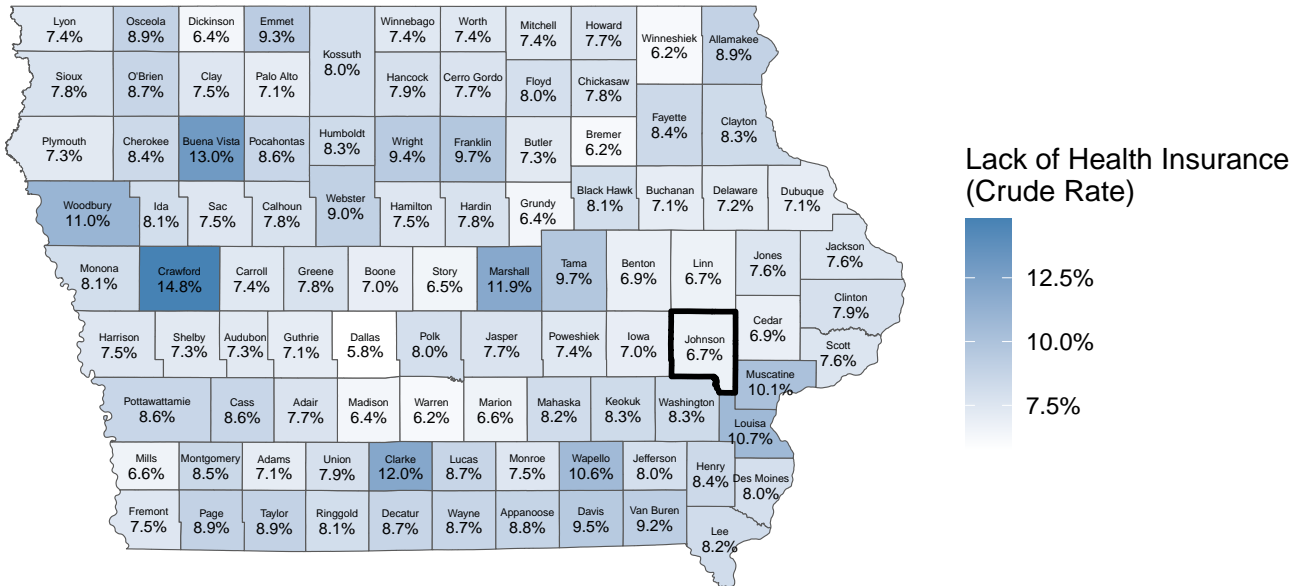 Lyon
7.4%
Osceola
8.9%
Dickinson
6.4%
Emmet
9.3%
Winnebago
7.4%
Worth
7.4%
Mitchell
7.4%
Howard
7.7%
Winneshiek
6.2%
Allamakee
8.9%
Kossuth
8.0%
Sioux
7.8%
O'Brien
8.7%
Clay
7.5%
Palo Alto
7.1%
Hancock
7.9%
Cerro Gordo
7.7%
Floyd
8.0%
Chickasaw
7.8%
Fayette
8.4%
Clayton
8.3%
Plymouth
7.3%
Cherokee
8.4%
Buena Vista
13.0%
Pocahontas
8.6%
Humboldt
8.3%
Wright
9.4%
Franklin
9.7%
Butler
7.3%
Bremer
6.2%
Woodbury
11.0%
Ida
8.1%
Sac
7.5%
Calhoun
7.8%
Webster
9.0%
Hamilton
7.5%
Hardin
7.8%
Grundy
6.4%
Black Hawk
8.1%
Buchanan
7.1%
Delaware
7.2%
Dubuque
7.1%
Monona
8.1%
Crawford
14.8%
Carroll
7.4%
Greene
7.8%
Boone
7.0%
Story
6.5%
Marshall
11.9%
Tama
9.7%
Benton
6.9%
Linn
6.7%
Jones
7.6%
Jackson
7.6%
Clinton
7.9%
Harrison
7.5%
Shelby
7.3%
Audubon
7.3%
Guthrie
7.1%
Dallas
5.8%
Polk
8.0%
Jasper
7.7%
Poweshiek
7.4%
Iowa
7.0%
Johnson
6.7%
Cedar
6.9%
Scott
7.6%
Muscatine
10.1%
Pottawattamie
8.6%
Cass
8.6%
Adair
7.7%
Madison
6.4%
Warren
6.2%
Marion
6.6%
Mahaska
8.2%
Keokuk
8.3%
Washington
8.3%
Louisa
10.7%
Mills
6.6%
Montgomery
8.5%
Adams
7.1%
Union
7.9%
Clarke
12.0%
Lucas
8.7%
Monroe
7.5%
Wapello
10.6%
Jefferson
8.0%
Henry
8.4%
Des Moines
8.0%
Fremont
7.5%
Page
8.9%
Taylor
8.9%
Ringgold
8.1%
Decatur
8.7%
Wayne
8.7%
Appanoose
8.8%
Davis
9.5%
Van Buren
9.2%
Lee
8.2%
Lack of Health Insurance
(Crude Rate)
12.5%
10.0%
7.5%